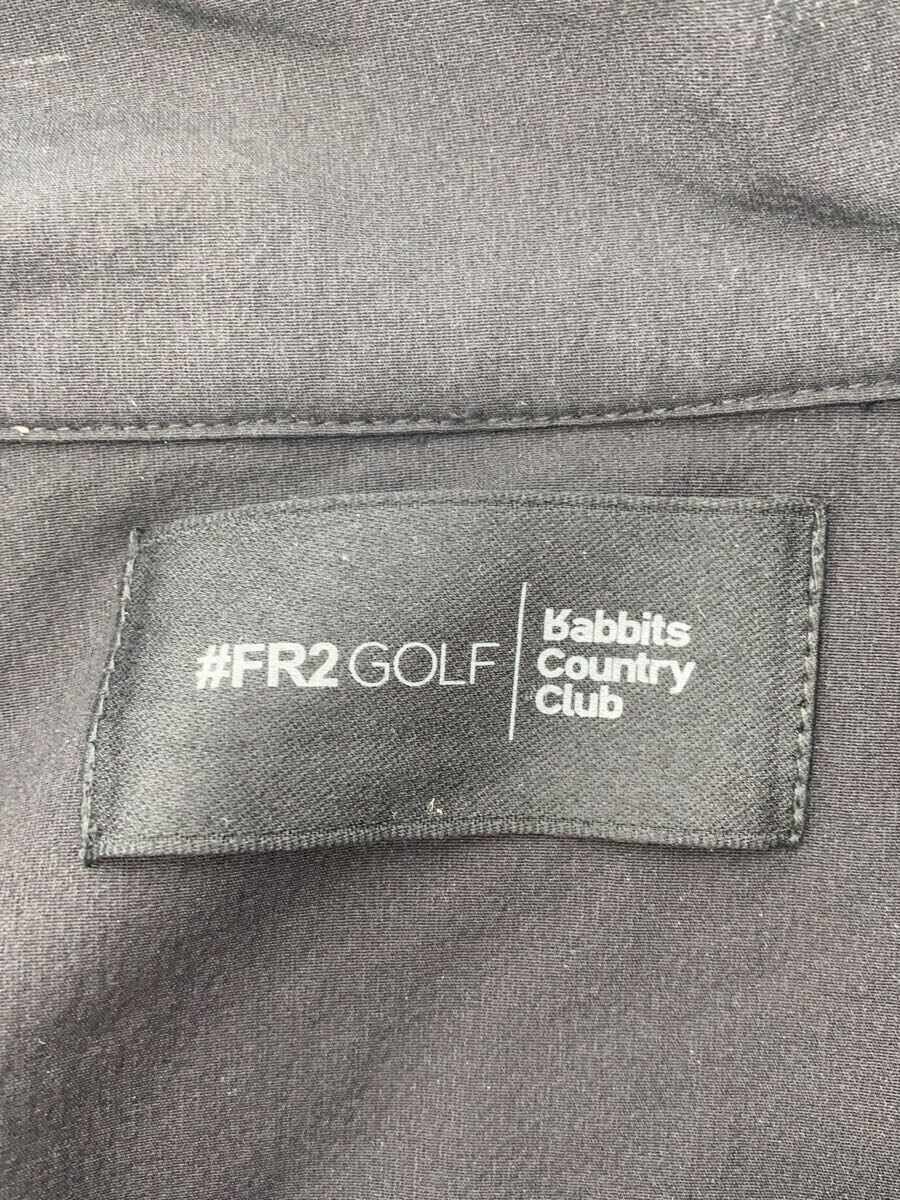 #FR2 GOLF
Rabbits
Country
Club